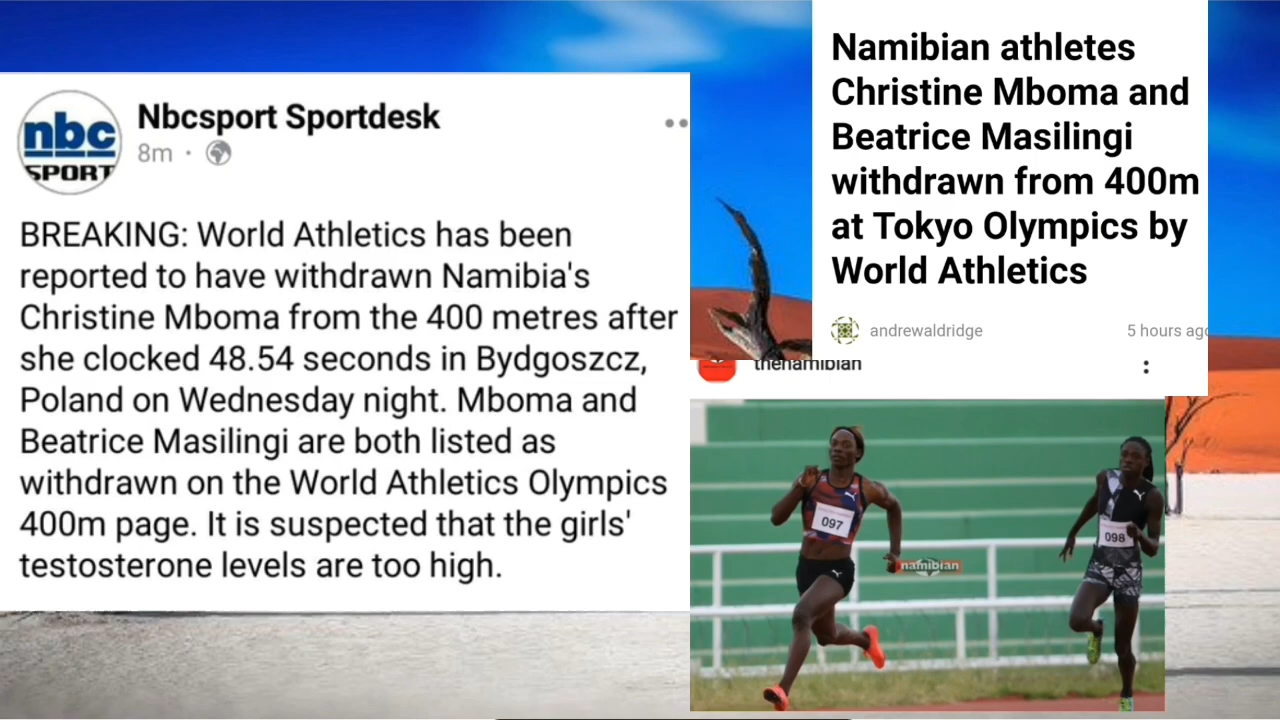 nbc
SPORT
Nbcsport Sportdesk
8m ·
BREAKING: World Athletics has been
reported to have withdrawn Namibia's
Christine Mboma from the 400 metres after
she clocked 48.54 seconds in Bydgoszcz,
Poland on Wednesday night. Mboma and
Beatrice Masilingi are both listed as
withdrawn on the World Athletics Olympics
400m page. It is suspected that the girls'
testosterone levels are too high.
Namibian athletes
Christine Mboma and
Beatrice Masilingi
withdrawn from 400m
at Tokyo Olympics by
World Athletics
andrewaldridge
5 hours ago
thenamibian
097
098
namibian